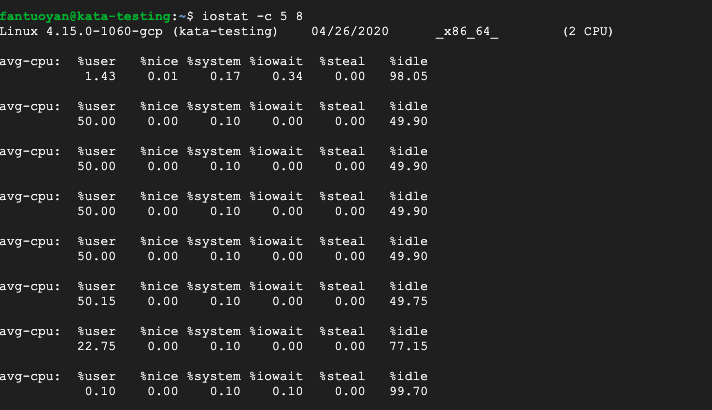 fantuoyan@kata-testing:~$ iostat -c 5 8
Linux 4.15.0-1060-gcp (kata-testing) 04/26/2020 _x86_64_ (2 CPU)
avg-cpu: %user %nice %system %iowait %steal %idle
1.43 0.01 0.17 0.34 0.00 98.05
avg-cpu: %user %nice %system %iowait %steal %idle
50.00 0.00 0.10 0.00 0.00 49.90
avg-cpu: %user %nice %system %iowait %steal %idle
50.00 0.00 0.10 0.00 0.00 49.90
avg-cpu: %user %nice %system %iowait %steal %idle
50.00 0.00 0.10 0.00 0.00 49.90
avg-cpu: %user %nice %system %iowait %steal %idle
50.00 0.00 0.10 0.00 0.00 49.90
avg-cpu: %user %nice %system %iowait %steal %idle
50.15 0.00 0.10 0.00 0.00 49.75
avg-cpu: %user %nice %system %iowait %steal %idle
22.75 0.00 0.10 0.00 0.00 77.15
avg-cpu: %user %nice %system %iowait %steal %idle
0.10 0.00 0.10 0.10 0.00 99.70